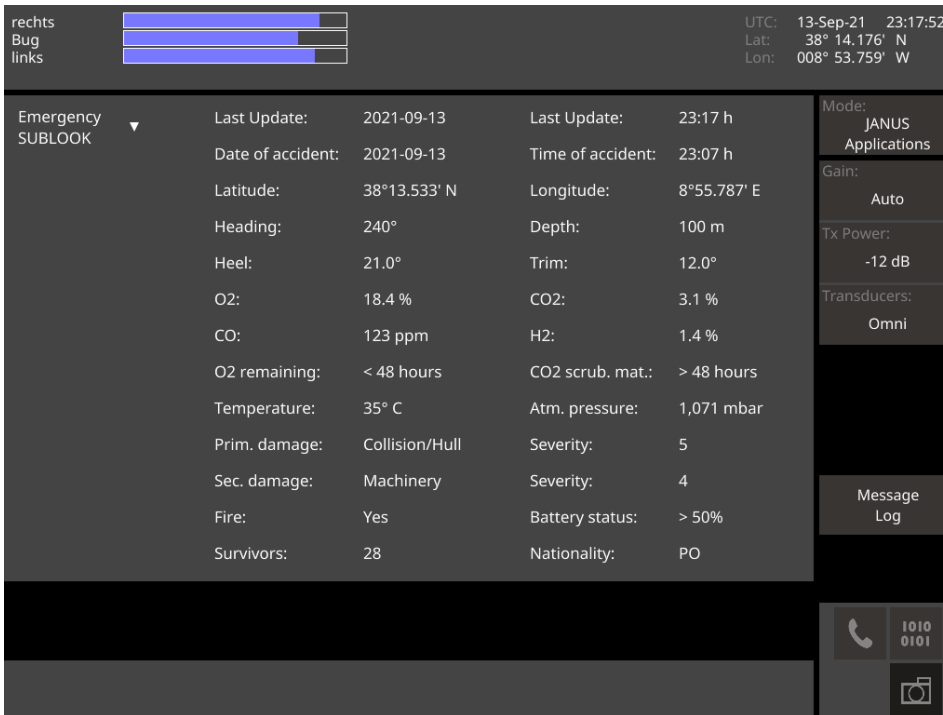 rechts
Bug
links
UTC: 13-Sep-21 23:17:52
Lat: 38° 14.176' N
Lon: 008° 53.759' W
Emergency
SUBLOOK ▼
Last Update: 2021-09-13 Last Update: 23:17 h
Date of accident: 2021-09-13 Time of accident: 23:07 h
Latitude: 38°13.533' N Longitude: 8°55.787' E
Heading: 240° Depth: 100 m
Heel: 21.0° Trim: 12.0°
O2: 18.4 % CO2: 3.1 %
CO: 123 ppm H2: 1.4 %
O2 remaining: < 48 hours CO2 scrub. mat.: > 48 hours
Temperature: 35° C Atm. pressure: 1,071 mbar
Prim. damage: Collision/Hull Severity: 5
Sec. damage: Machinery Severity: 4
Fire: Yes Battery status: > 50%
Survivors: 28 Nationality: PO
Mode:
JANUS
Applications
Gain:
Auto
Tx Power:
-12 dB
Transducers:
Omni
Message
Log
1010
0101